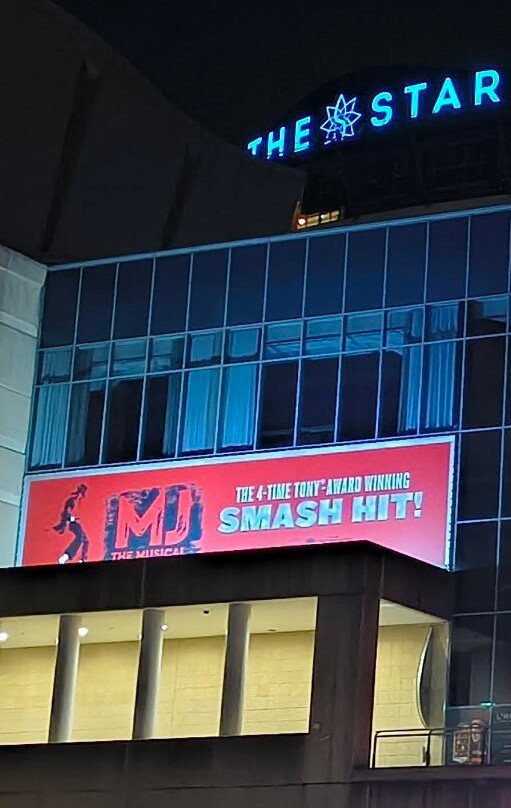 THE STAR
THE 4-TIME TONY®-AWARD WINNING
SMASH HIT!
MJ
THE MUSICAL